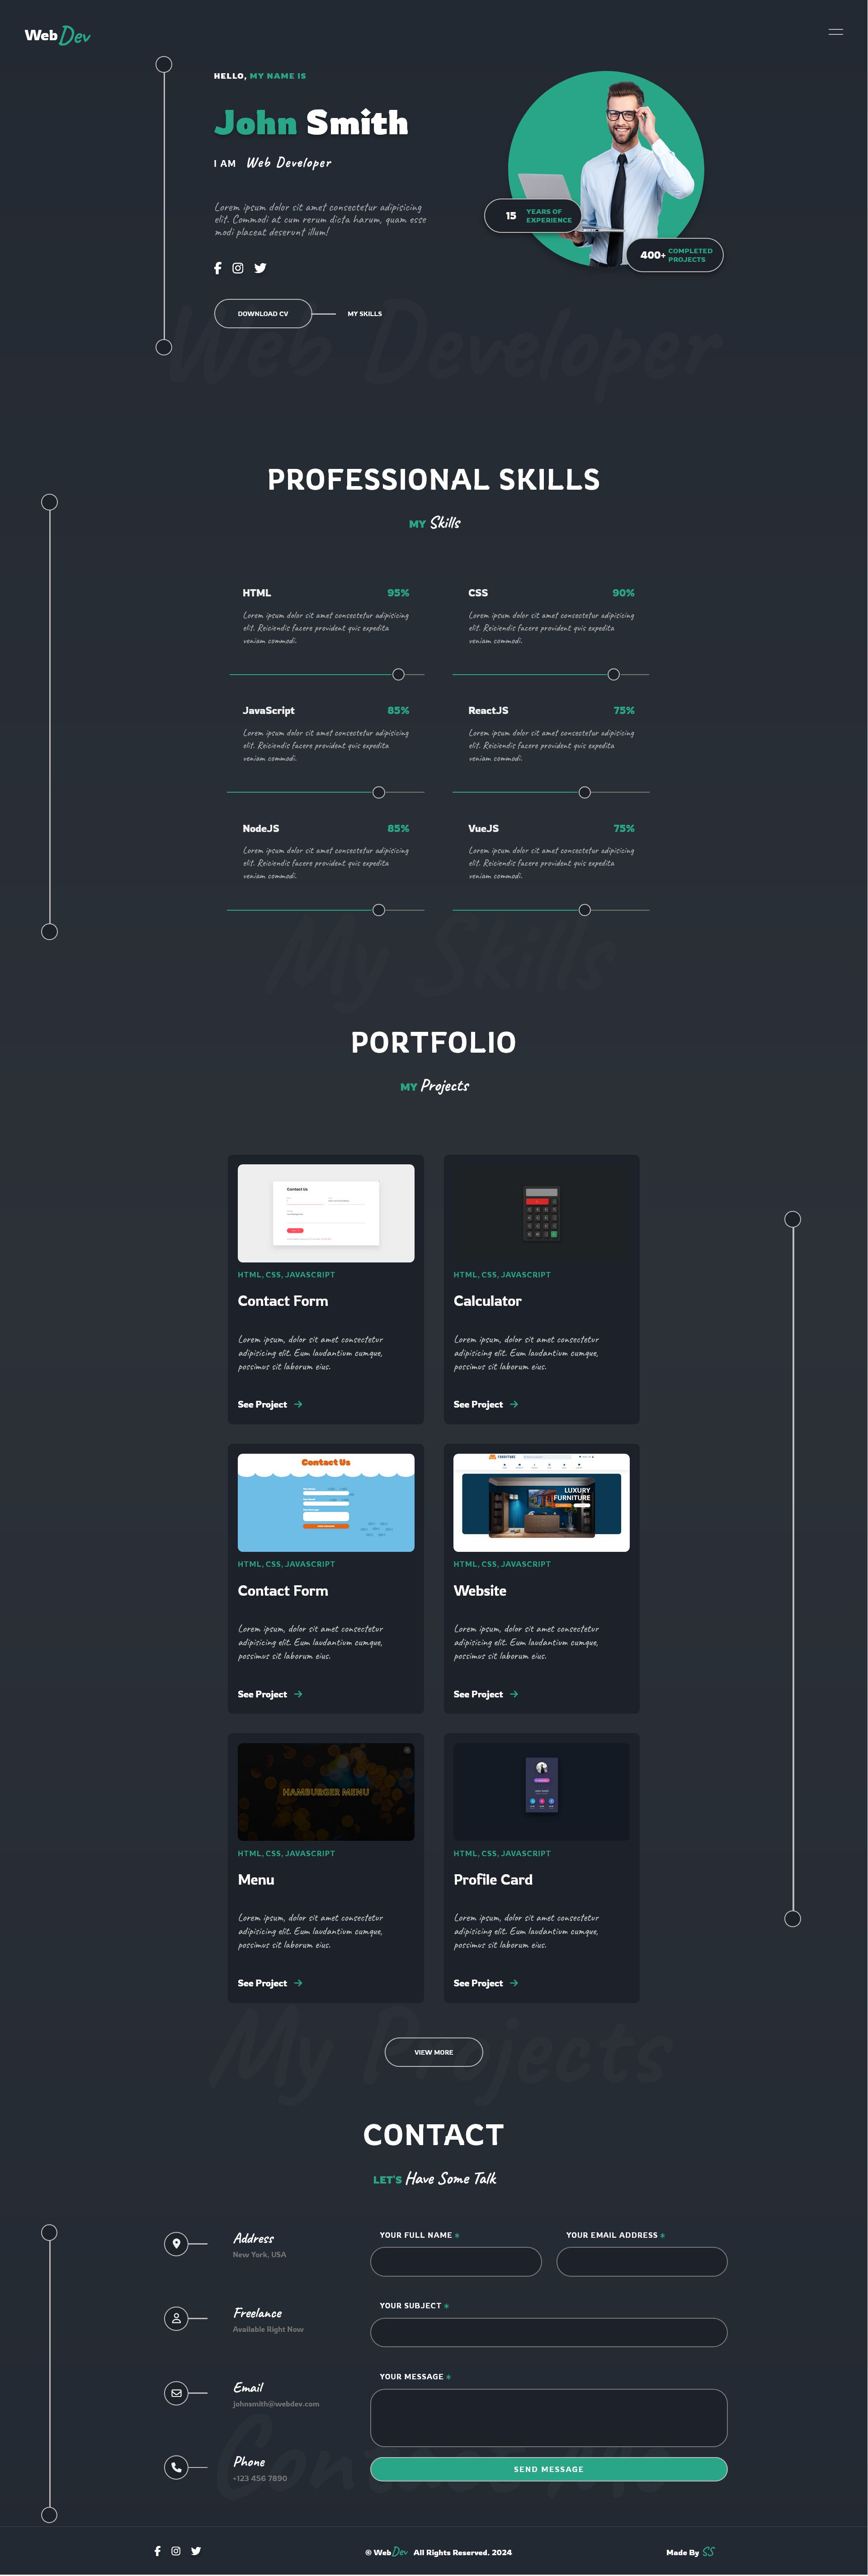 Web Dev
HELLO, MY NAME IS
John Smith
I AM Web Developer
Lorem ipsum dolor sit amet consectetur adipisicing
elit. Commodi at cum rerum dicta harum, quam esse
modi placeat deserunt illum!
15 YEARS OF
EXPERIENCE
400+ COMPLETED
PROJECTS
DOWNLOAD CV
MY SKILLS
Web Developer
PROFESSIONAL SKILLS
MY Skills
HTML 95%
Lorem ipsum dolor sit amet consectetur adipisicing
elit. Reiciendis facere provident quis expedita
veniam commodi.
CSS 90%
Lorem ipsum dolor sit amet consectetur adipisicing
elit. Reiciendis facere provident quis expedita
veniam commodi.
JavaScript 85%
Lorem ipsum dolor sit amet consectetur adipisicing
elit. Reiciendis facere provident quis expedita
veniam commodi.
ReactJS 75%
Lorem ipsum dolor sit amet consectetur adipisicing
elit. Reiciendis facere provident quis expedita
veniam commodi.
NodeJS 85%
Lorem ipsum dolor sit amet consectetur adipisicing
elit. Reiciendis facere provident quis expedita
veniam commodi.
VueJS 75%
Lorem ipsum dolor sit amet consectetur adipisicing
elit. Reiciendis facere provident quis expedita
veniam commodi.
My Skills
PORTFOLIO
MY Projects
Contact Us
HTML, CSS, JAVASCRIPT
Contact Form
Lorem ipsum, dolor sit amet consectetur
adipisicing elit. Eum laudantium cumque,
possimus sit laborum eius.
See Project
HTML, CSS, JAVASCRIPT
Calculator
Lorem ipsum, dolor sit amet consectetur
adipisicing elit. Eum laudantium cumque,
possimus sit laborum eius.
See Project
Contact Us
HTML, CSS, JAVASCRIPT
Contact Form
Lorem ipsum, dolor sit amet consectetur
adipisicing elit. Eum laudantium cumque,
possimus sit laborum eius.
See Project
FURNITURE
LUXURY
FURNITURE
HTML, CSS, JAVASCRIPT
Website
Lorem ipsum, dolor sit amet consectetur
adipisicing elit. Eum laudantium cumque,
possimus sit laborum eius.
See Project
HAMBURGER MENU
HTML, CSS, JAVASCRIPT
Menu
Lorem ipsum, dolor sit amet consectetur
adipisicing elit. Eum laudantium cumque,
possimus sit laborum eius.
See Project
HTML, CSS, JAVASCRIPT
Profile Card
Lorem ipsum, dolor sit amet consectetur
adipisicing elit. Eum laudantium cumque,
possimus sit laborum eius.
See Project
My Projects
VIEW MORE
CONTACT
LET'S Have Some Talk
Address
New York, USA
Freelance
Available Right Now
Email
johnsmith@webdev.com
Phone
+123 456 7890
YOUR FULL NAME *
YOUR EMAIL ADDRESS *
YOUR SUBJECT *
YOUR MESSAGE *
SEND MESSAGE
Contact Me
© Web Dev All Rights Reserved. 2024
Made By SS